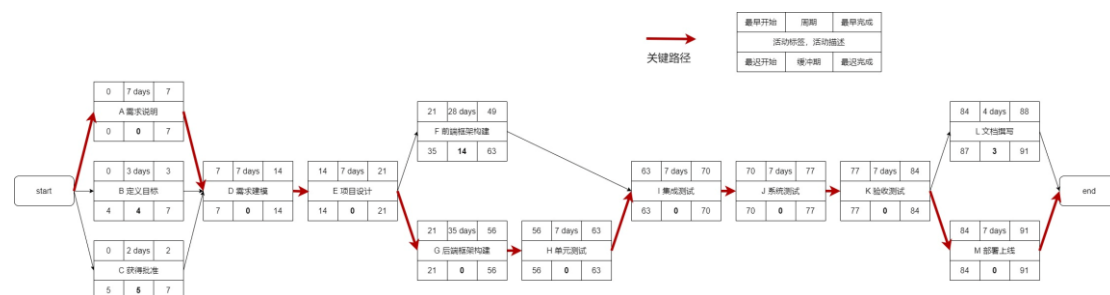 最早开始 周期 最早完成
活动标签，活动描述
最迟开始 缓冲期 最迟完成
关键路径
start
0 7 days 7
A 需求说明
0 0 7
0 3 days 3
B 定义目标
4 4 7
0 2 days 2
C 获得批准
5 5 7
7 7 days 14
D 需求建模
7 0 14
14 7 days 21
E 项目设计
14 0 21
21 28 days 49
F 前端框架构建
35 14 63
21 35 days 56
G 后端框架构建
21 0 56
56 7 days 63
H 单元测试
56 0 63
63 7 days 70
I 集成测试
63 0 70
70 7 days 77
J 系统测试
70 0 77
77 7 days 84
K 验收测试
77 0 84
84 4 days 88
L 文档撰写
87 3 91
84 7 days 91
M 部署上线
84 0 91
end